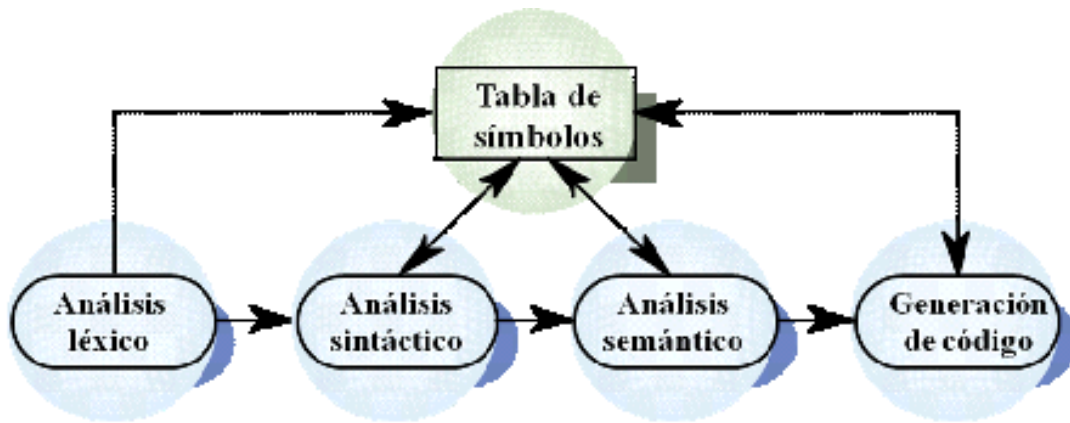 Tabla de
símbolos
Análisis
léxico
Análisis
sintáctico
Análisis
semántico
Generación
de código